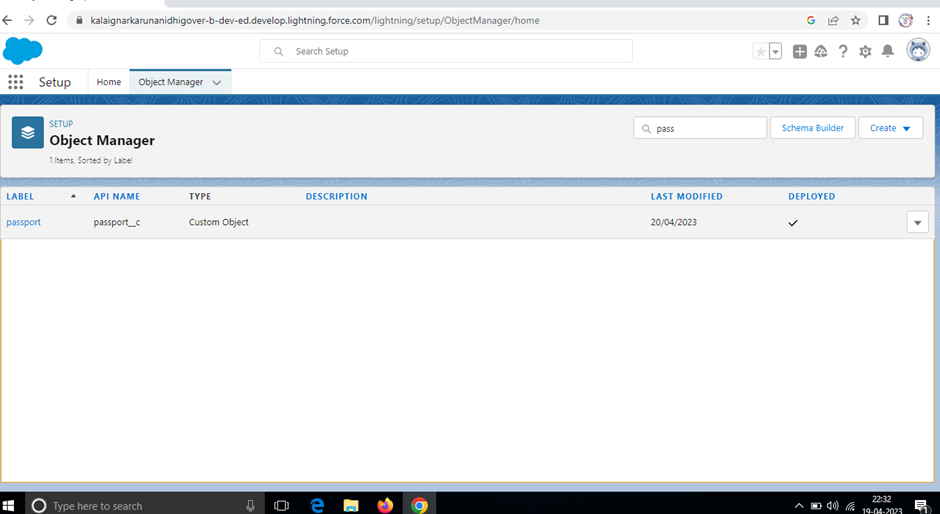 kalaignarkarunanidhigover-b-dev-ed.develop.lightning.force.com/lightning/setup/ObjectManager/home
Search Setup
Setup
Home
Object Manager
SETUP
Object Manager
1 Items, Sorted by Label
pass
Schema Builder
Create
LABEL API NAME TYPE DESCRIPTION LAST MODIFIED DEPLOYED
passport passport__c Custom Object 20/04/2023
Type here to search
22:32
19-04-2023
1